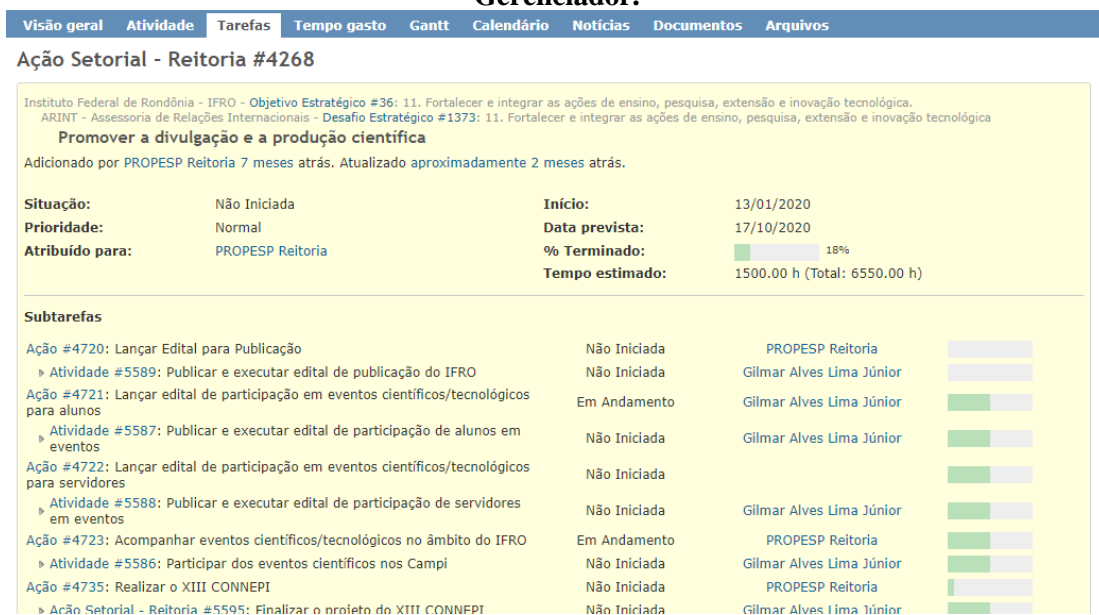 Gerenciador:
Visão geral Atividade Tarefas Tempo gasto Gantt Calendário Notícias Documentos Arquivos
Ação Setorial - Reitoria #4268
Instituto Federal de Rondônia - IFRO - Objetivo Estratégico #36: 11. Fortalecer e integrar as ações de ensino, pesquisa, extensão e inovação tecnológica.
ARINT - Assessoria de Relações Internacionais - Desafio Estratégico #1373: 11. Fortalecer e integrar as ações de ensino, pesquisa, extensão e inovação tecnológica
Promover a divulgação e a produção científica
Adicionado por PROPESP Reitoria 7 meses atrás. Atualizado aproximadamente 2 meses atrás.
Situação: Não Iniciada Início: 13/01/2020
Prioridade: Normal Data prevista: 17/10/2020
Atribuído para: PROPESP Reitoria % Terminado: 18%
Tempo estimado: 1500.00 h (Total: 6550.00 h)
Subtarefas
Ação #4720: Lançar Edital para Publicação Não Iniciada PROPESP Reitoria
Atividade #5589: Publicar e executar edital de publicação do IFRO Não Iniciada Gilmar Alves Lima Júnior
Ação #4721: Lançar edital de participação em eventos científicos/tecnológicos
para alunos Em Andamento Gilmar Alves Lima Júnior
Atividade #5587: Publicar e executar edital de participação de alunos em
eventos Não Iniciada Gilmar Alves Lima Júnior
Ação #4722: Lançar edital de participação em eventos científicos/tecnológicos
para servidores Não Iniciada
Atividade #5588: Publicar e executar edital de participação de servidores
em eventos Não Iniciada Gilmar Alves Lima Júnior
Ação #4723: Acompanhar eventos científicos/tecnológicos no âmbito do IFRO Em Andamento PROPESP Reitoria
Atividade #5586: Participar dos eventos científicos nos Campi Não Iniciada Gilmar Alves Lima Júnior
Ação #4735: Realizar o XIII CONNEPI Não Iniciada PROPESP Reitoria
Ação Setorial - Reitoria #5595: Finalizar o projeto do XIII CONNEPI Não Iniciada Gilmar Alves Lima Júnior